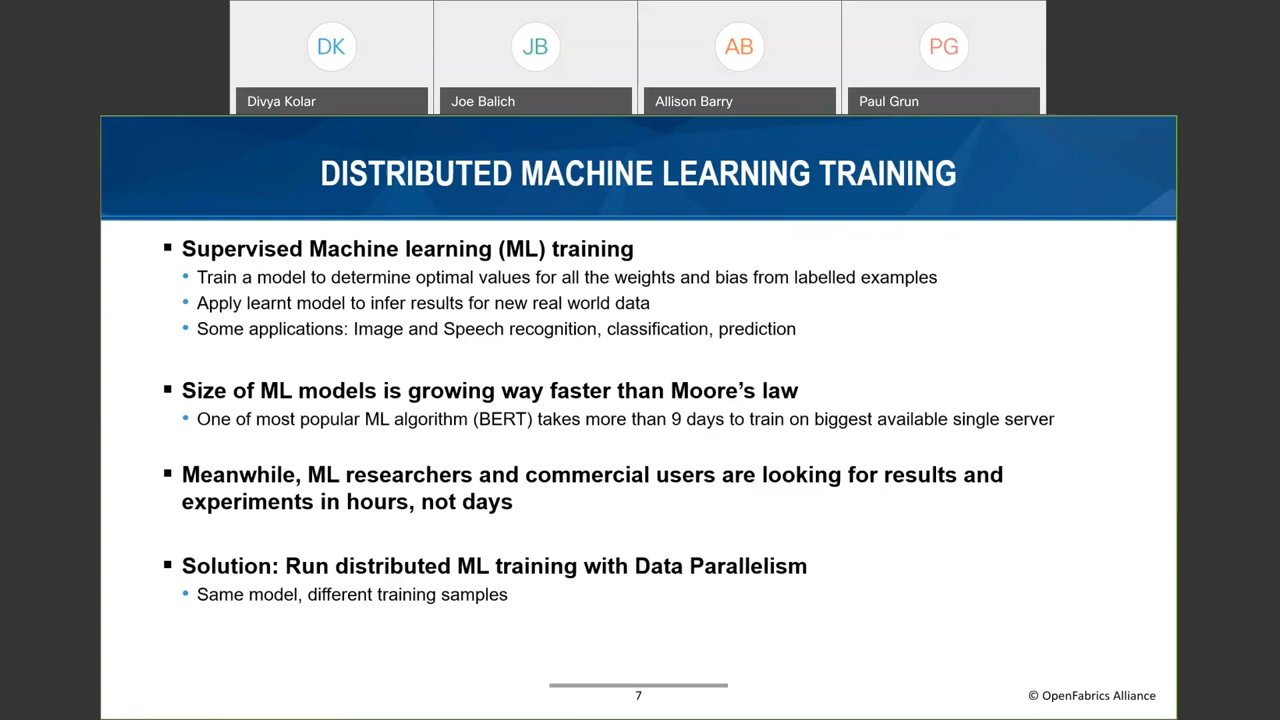 DK
JB
AB
PG
Divya Kolar
Joe Balich
Allison Barry
Paul Grun
DISTRIBUTED MACHINE LEARNING TRAINING
▪ Supervised Machine learning (ML) training
• Train a model to determine optimal values for all the weights and bias from labelled examples
• Apply learnt model to infer results for new real world data
• Some applications: Image and Speech recognition, classification, prediction
▪ Size of ML models is growing way faster than Moore’s law
• One of most popular ML algorithm (BERT) takes more than 9 days to train on biggest available single server
▪ Meanwhile, ML researchers and commercial users are looking for results and
experiments in hours, not days
▪ Solution: Run distributed ML training with Data Parallelism
• Same model, different training samples
7
© OpenFabrics Alliance